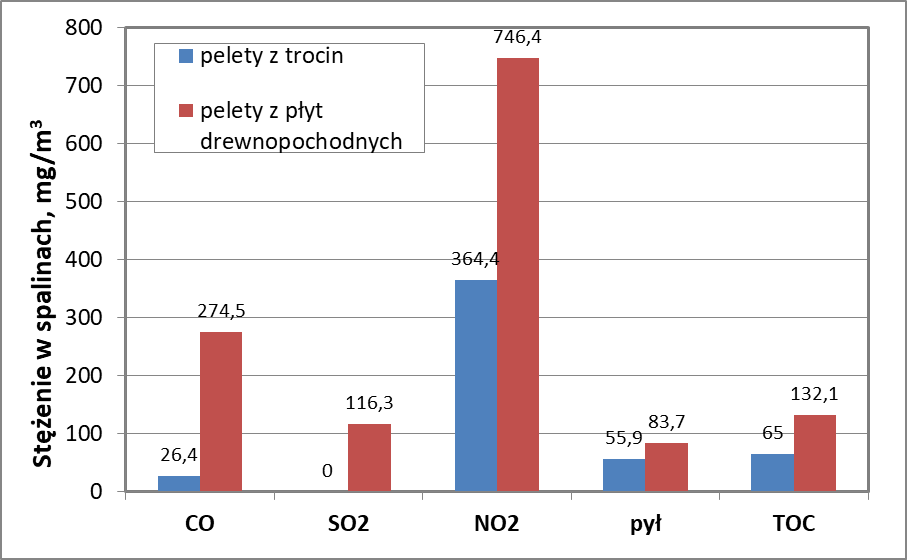 Stężenie w spalinach, mg/m³
800
700
600
500
400
300
200
100
0
pelety z trocin
pelety z płyt
drewnopochodnych
26,4
274,5
0
116,3
364,4
746,4
55,9
83,7
65
132,1
CO
SO2
NO2
pył
TOC